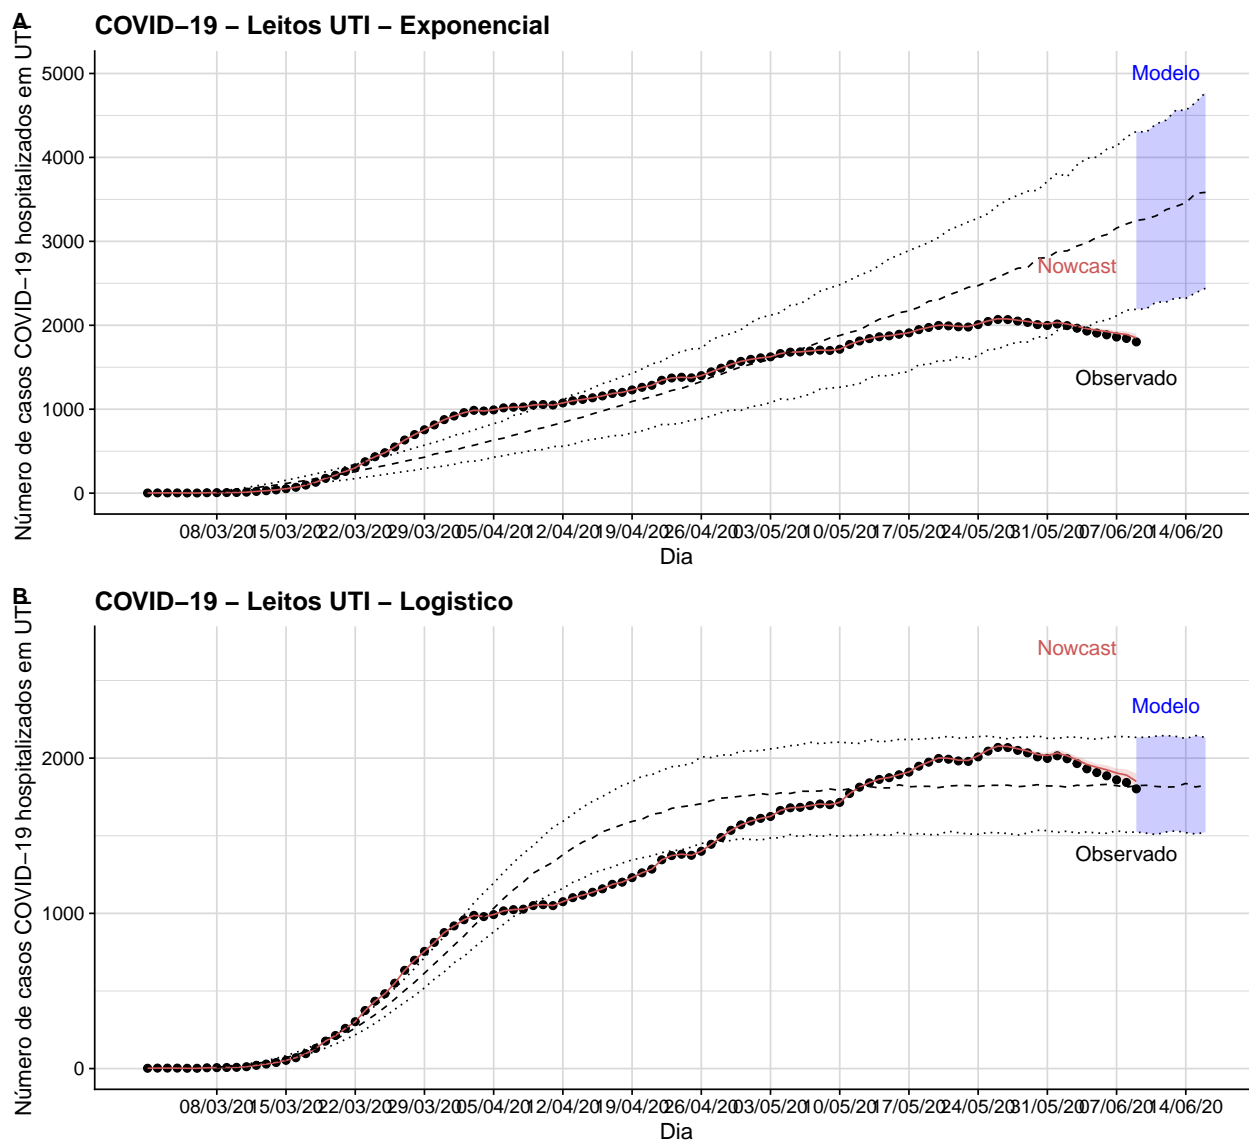 A
COVID−19 − Leitos UTI − Exponencial
Número de casos COVID−19 hospitalizados em UTI
5000
4000
3000
2000
1000
0
Modelo
Nowcast
Observado
08/03/20 15/03/20 22/03/20 29/03/20 05/04/20 12/04/20 19/04/20 26/04/20 03/05/20 10/05/20 17/05/20 24/05/20 31/05/20 07/06/20 14/06/20
Dia
B
COVID−19 − Leitos UTI − Logistico
Número de casos COVID−19 hospitalizados em UTI
2000
1000
0
Nowcast
Modelo
Observado
08/03/20 15/03/20 22/03/20 29/03/20 05/04/20 12/04/20 19/04/20 26/04/20 03/05/20 10/05/20 17/05/20 24/05/20 31/05/20 07/06/20 14/06/20
Dia